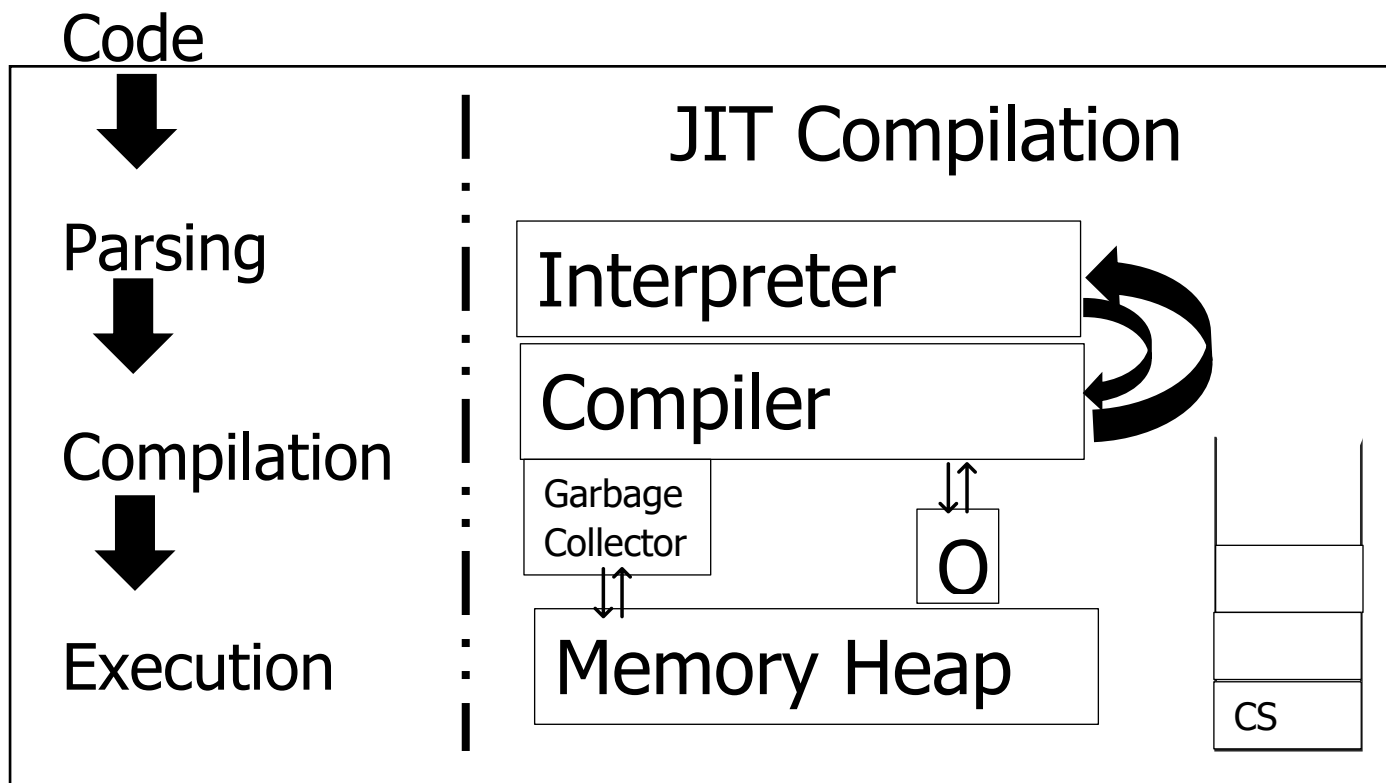 Code
Parsing
Compilation
Execution
JIT Compilation
Interpreter
Compiler
Garbage
Collector
O
Memory Heap
CS